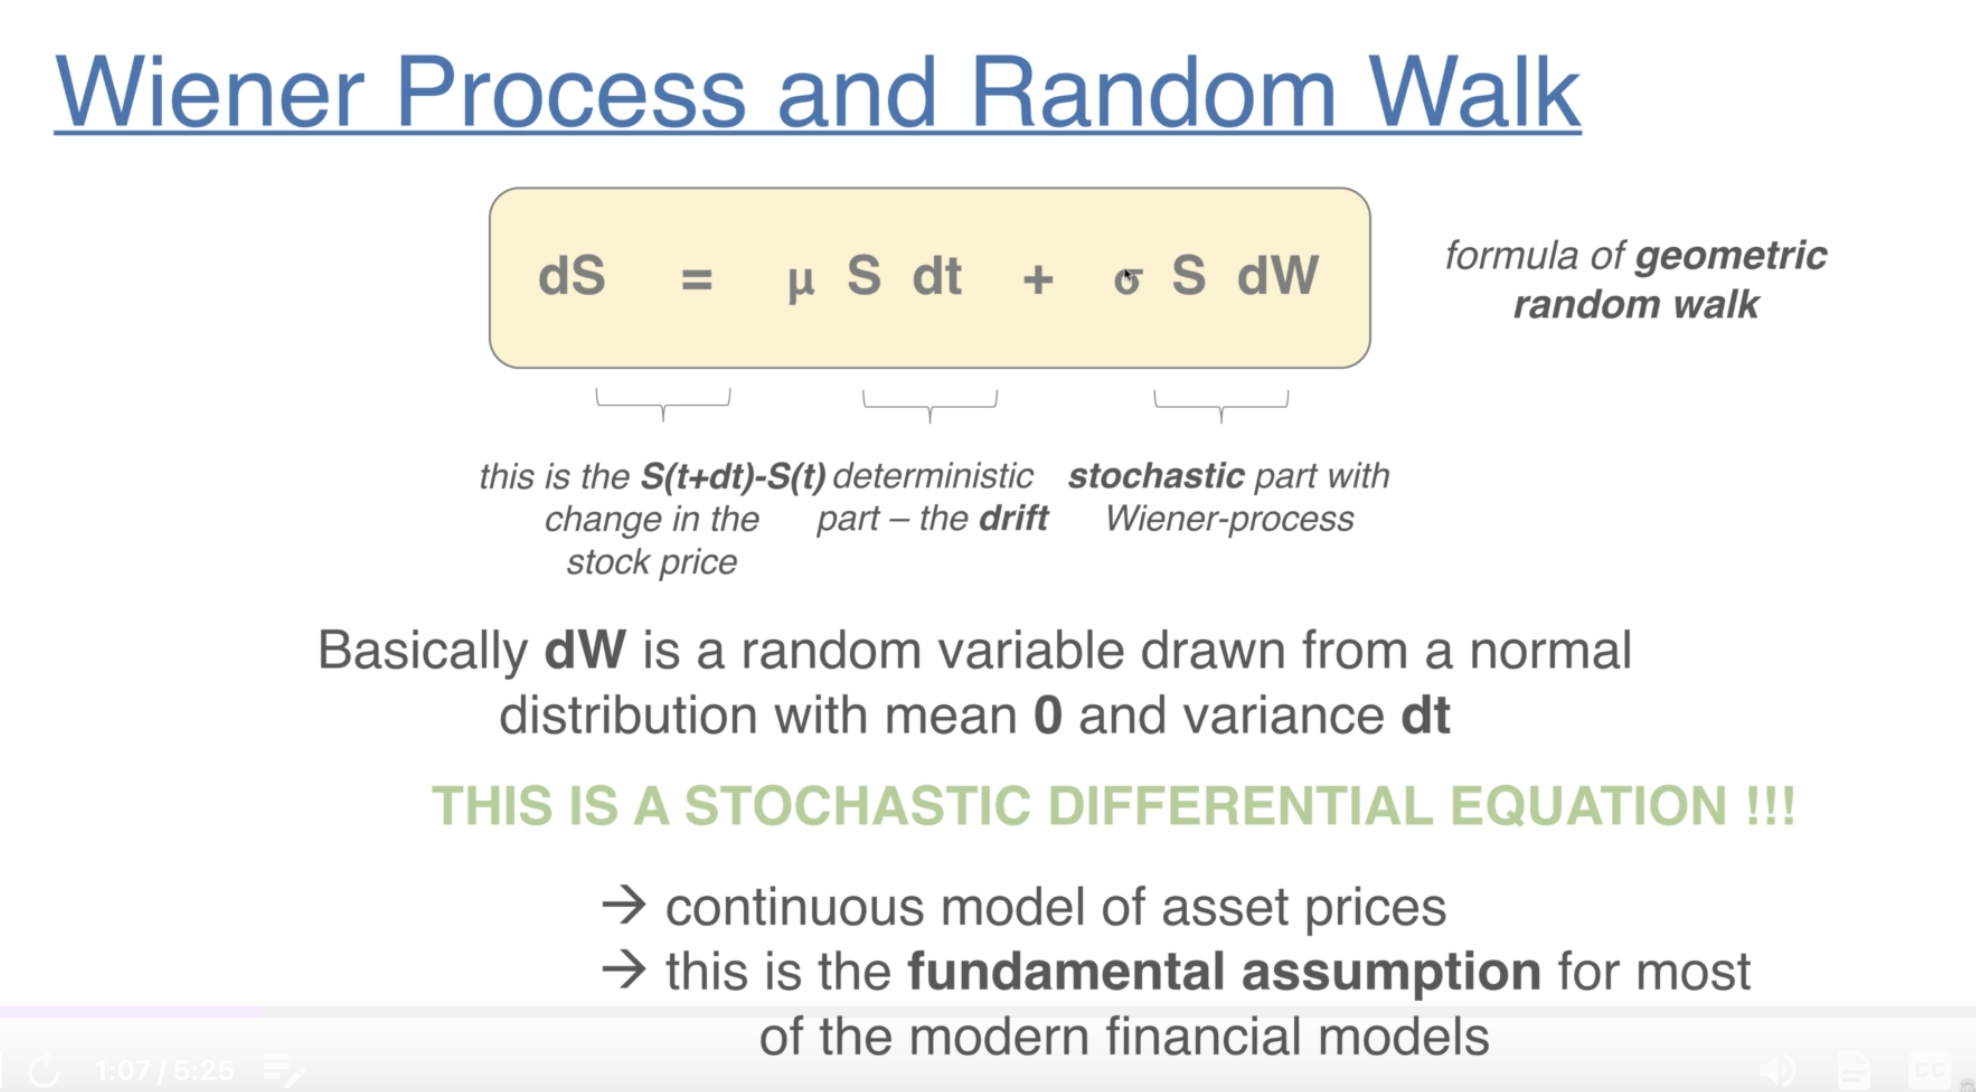 Wiener Process and Random Walk
dS = μ S dt + σ S dW
formula of geometric
random walk
this is the S(t+dt)-S(t)
change in the
stock price
deterministic
part – the drift
stochastic part with
Wiener-process
Basically dW is a random variable drawn from a normal
distribution with mean 0 and variance dt
THIS IS A STOCHASTIC DIFFERENTIAL EQUATION !!!
→ continuous model of asset prices
→ this is the fundamental assumption for most
of the modern financial models
1:07 / 5:25
CC